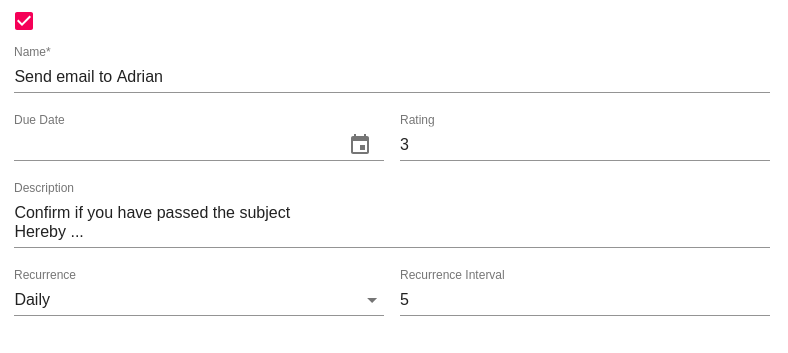 Name*
Send email to Adrian
Due Date
Rating
3
Description
Confirm if you have passed the subject
Hereby ...
Recurrence
Recurrence Interval
Daily
5